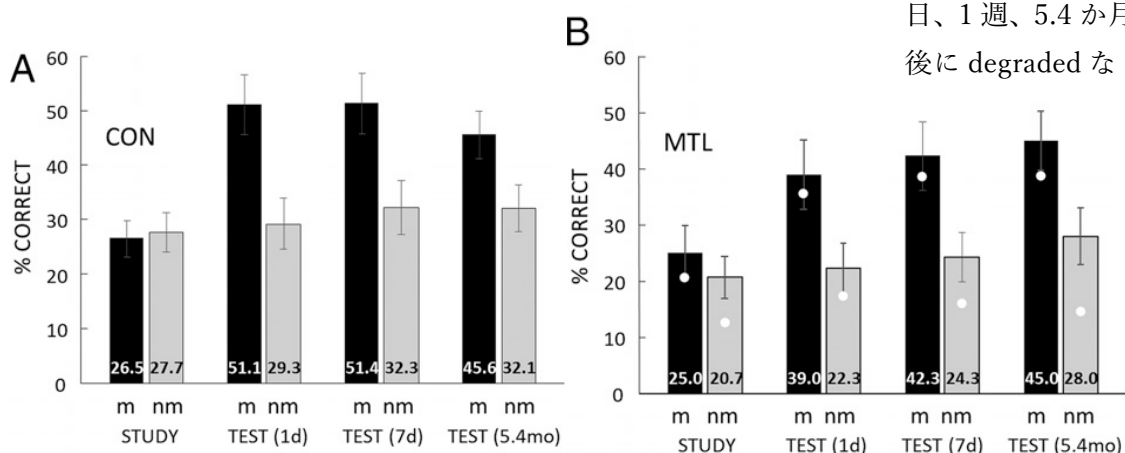 日、1 週、5.4 か月
後に degraded な
A
60
50
40
30
20
10
0
% CORRECT
CON
26.5 27.7 51.1 29.3 51.4 32.3 45.6 32.1
m nm m nm m nm m nm
STUDY TEST (1d) TEST (7d) TEST (5.4mo)
B
60
50
40
30
20
10
0
% CORRECT
MTL
25.0 20.7 39.0 22.3 42.3 24.3 45.0 28.0
m nm m nm m nm m nm
STUDY TEST (1d) TEST (7d) TEST (5.4mo)